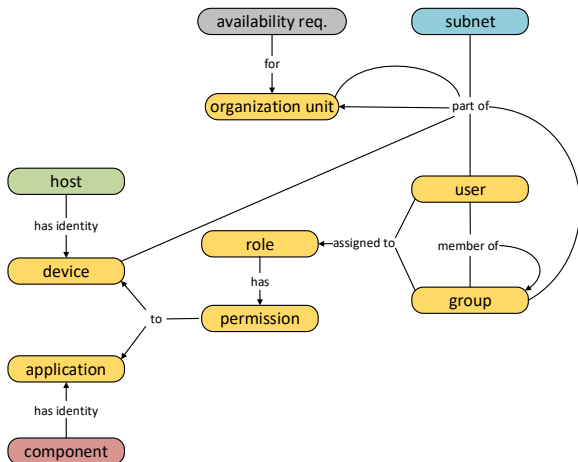 availability req.
subnet
for
organization unit
part of
host
user
has identity
role
assigned to
member of
device
has
group
to
permission
application
has identity
component